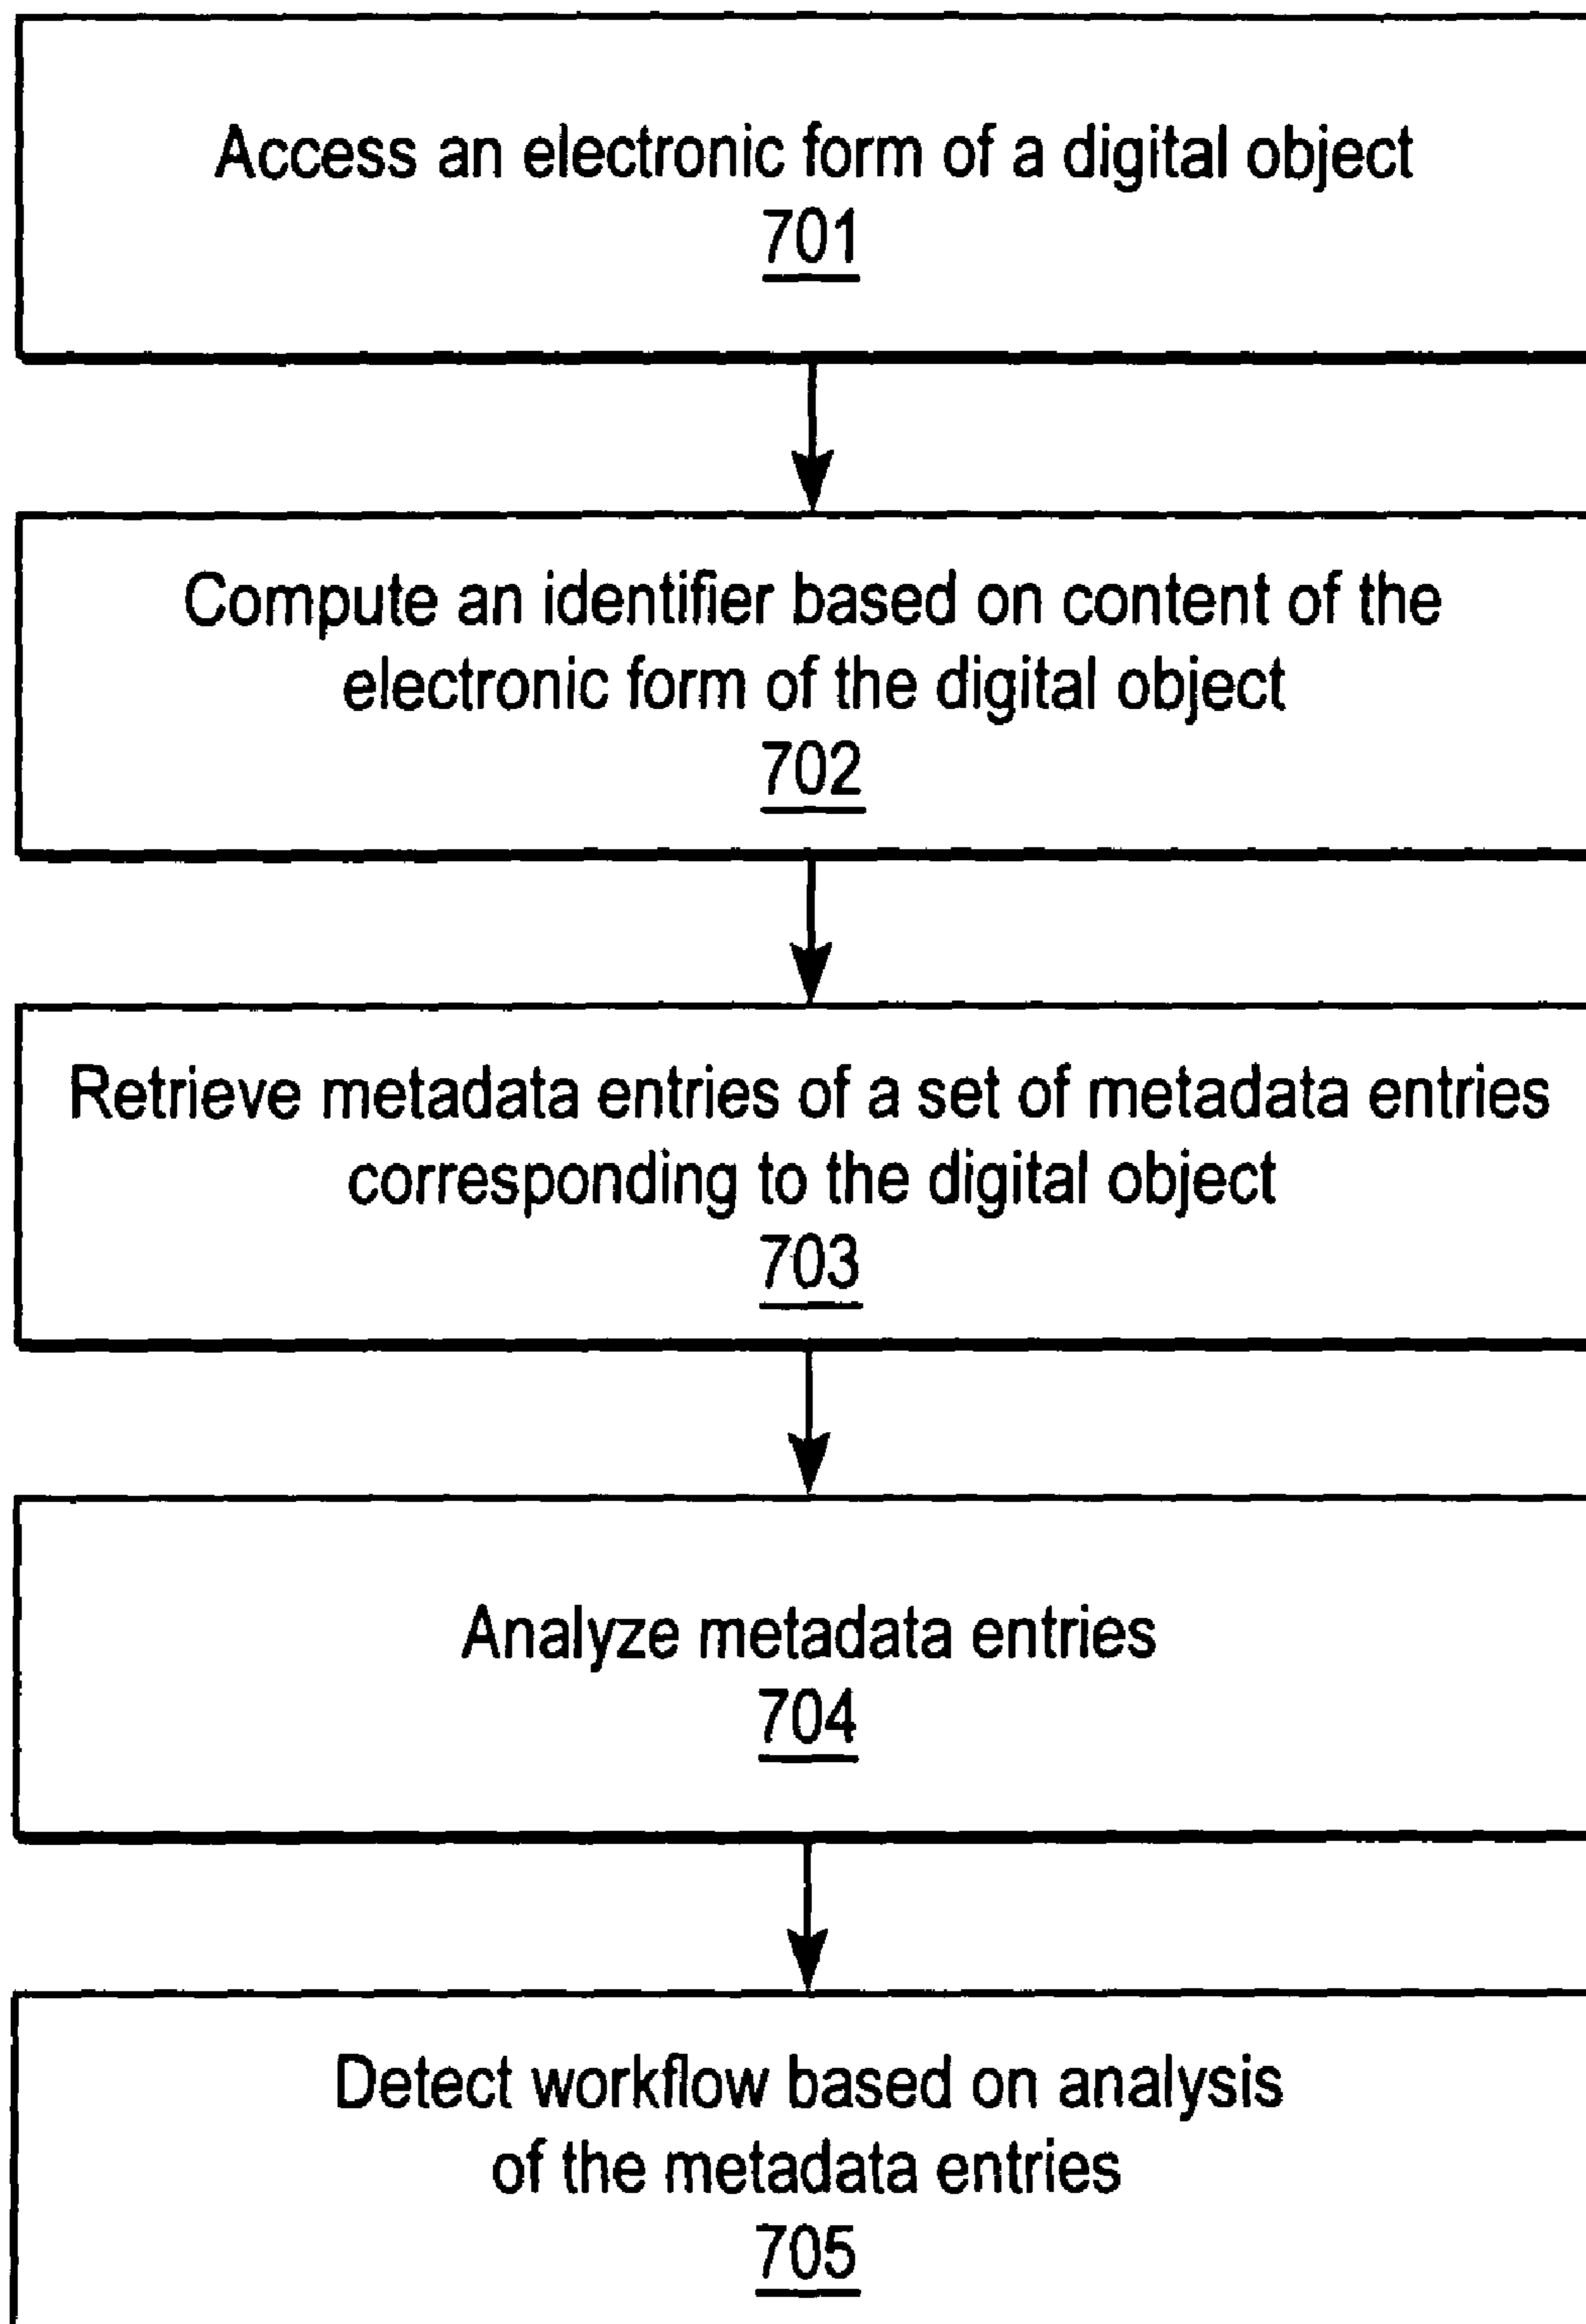 Access an electronic form of a digital object
701
Compute an identifier based on content of the
electronic form of the digital object
702
Retrieve metadata entries of a set of metadata entries
corresponding to the digital object
703
Analyze metadata entries
704
Detect workflow based on analysis
of the metadata entries
705